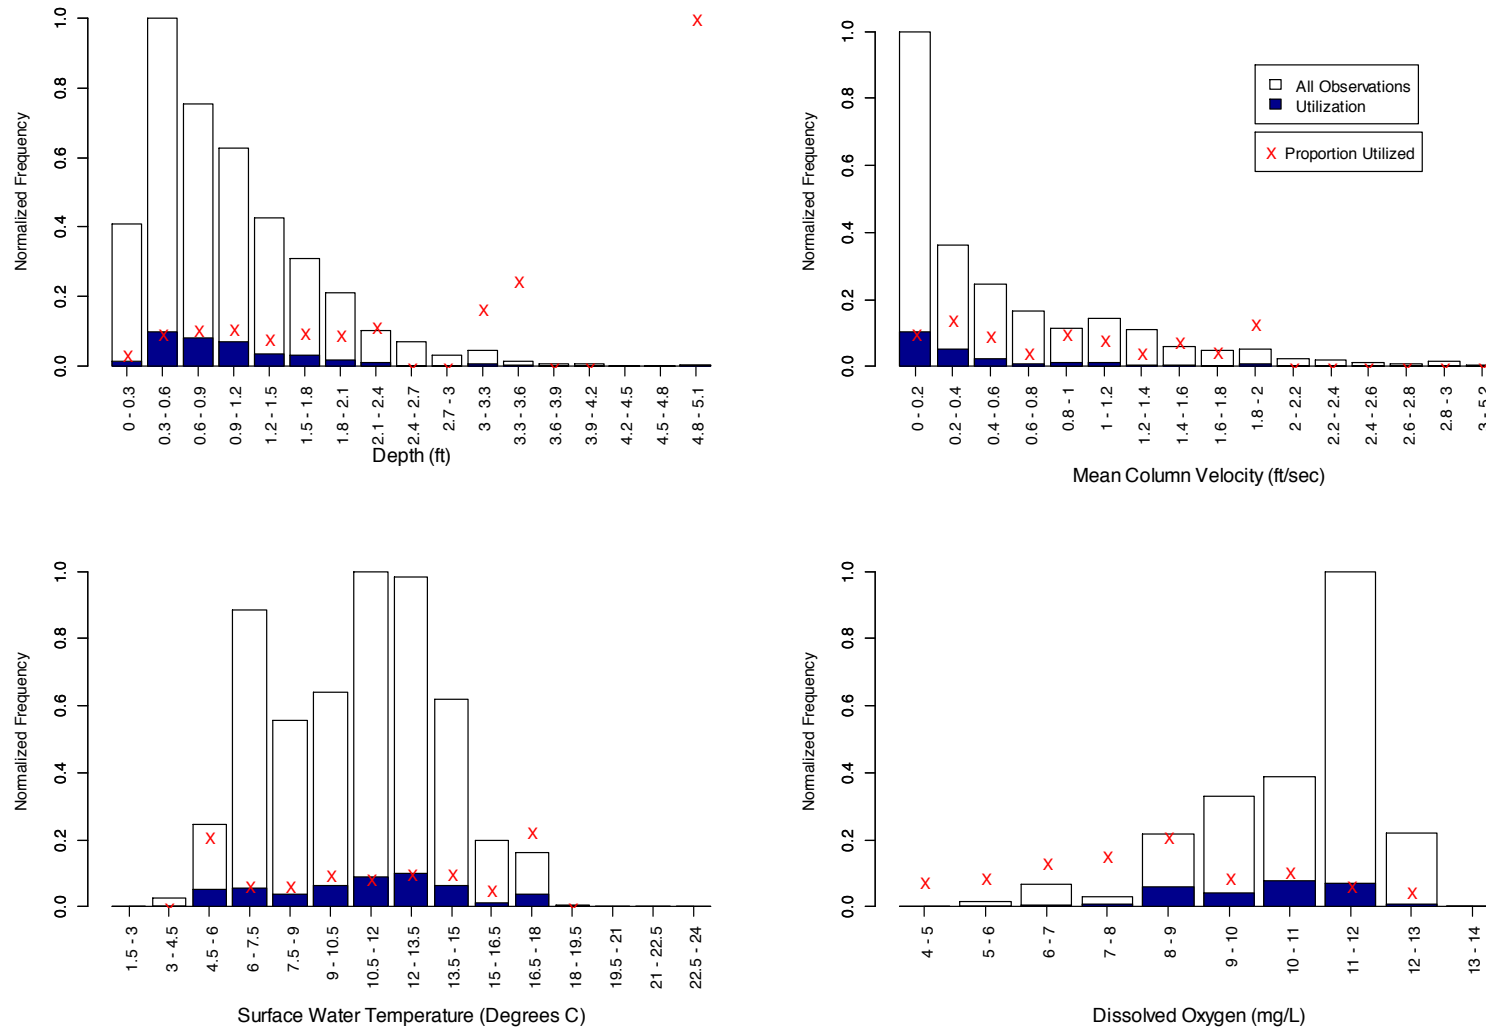 Normalized Frequency
0.0 0.2 0.4 0.6 0.8 1.0
0 - 0.3 0.3 - 0.6 0.6 - 0.9 0.9 - 1.2 1.2 - 1.5 1.5 - 1.8 1.8 - 2.1 2.1 - 2.4 2.4 - 2.7 2.7 - 3 3 - 3.3 3.3 - 3.6 3.6 - 3.9 3.9 - 4.2 4.2 - 4.5 4.5 - 4.8 4.8 - 5.1
Depth (ft)
Normalized Frequency
0.0 0.2 0.4 0.6 0.8 1.0
All Observations
Utilization
X Proportion Utilized
0 - 0.2 0.2 - 0.4 0.4 - 0.6 0.6 - 0.8 0.8 - 1 1 - 1.2 1.2 - 1.4 1.4 - 1.6 1.6 - 1.8 1.8 - 2 2 - 2.2 2.2 - 2.4 2.4 - 2.6 2.6 - 2.8 2.8 - 3 3 - 5.2
Mean Column Velocity (ft/sec)
Normalized Frequency
0.0 0.2 0.4 0.6 0.8 1.0
1.5 - 3 3 - 4.5 4.5 - 6 6 - 7.5 7.5 - 9 9 - 10.5 10.5 - 12 12 - 13.5 13.5 - 15 15 - 16.5 16.5 - 18 18 - 19.5 19.5 - 21 21 - 22.5 22.5 - 24
Surface Water Temperature (Degrees C)
Normalized Frequency
0.0 0.2 0.4 0.6 0.8 1.0
4 - 5 5 - 6 6 - 7 7 - 8 8 - 9 9 - 10 10 - 11 11 - 12 12 - 13 13 - 14
Dissolved Oxygen (mg/L)